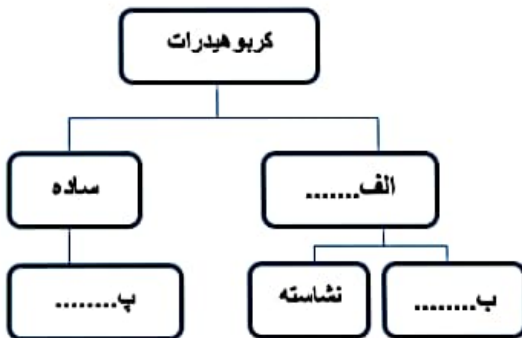 کربوهیدرات
الف.......
ساده
ب........
نشاسته
پ........